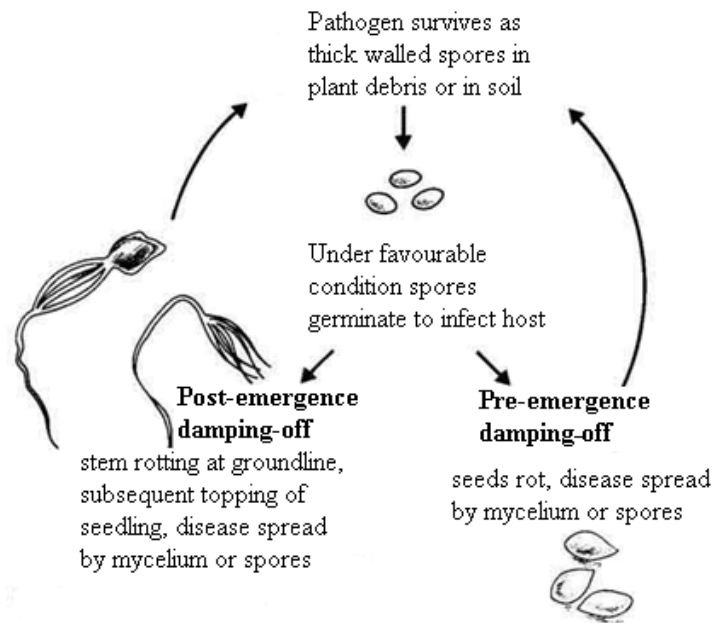 Pathogen survives as
thick walled spores in
plant debris or in soil
Under favourable
condition spores
germinate to infect host
Post-emergence
damping-off
stem rotting at groundline,
subsequent topping of
seedling, disease spread
by mycelium or spores
Pre-emergence
damping-off
seeds rot, disease spread
by mycelium or spores